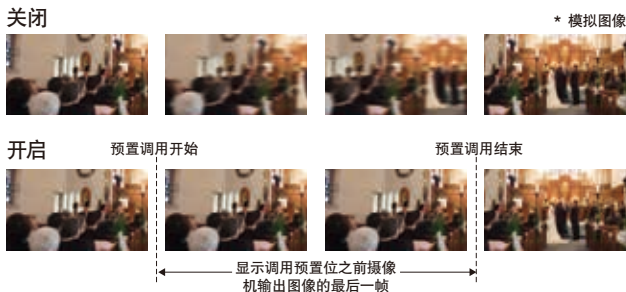 关闭
* 模拟图像
开启
预置调用开始
预置调用结束
显示调用预置位之前摄像
机输出图像的最后一帧